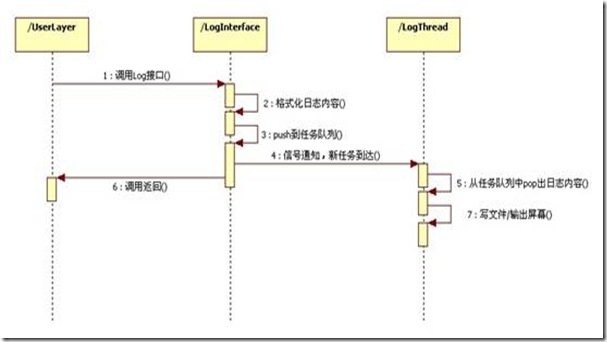 /UserLayer
/LogInterface
/LogThread
1 : 调用Log接口()
2 : 格式化日志内容()
3 : push到任务队列()
4 : 信号通知，新任务到达()
5 : 从任务队列中pop出日志内容()
6 : 调用返回()
7 : 写文件/输出屏幕()